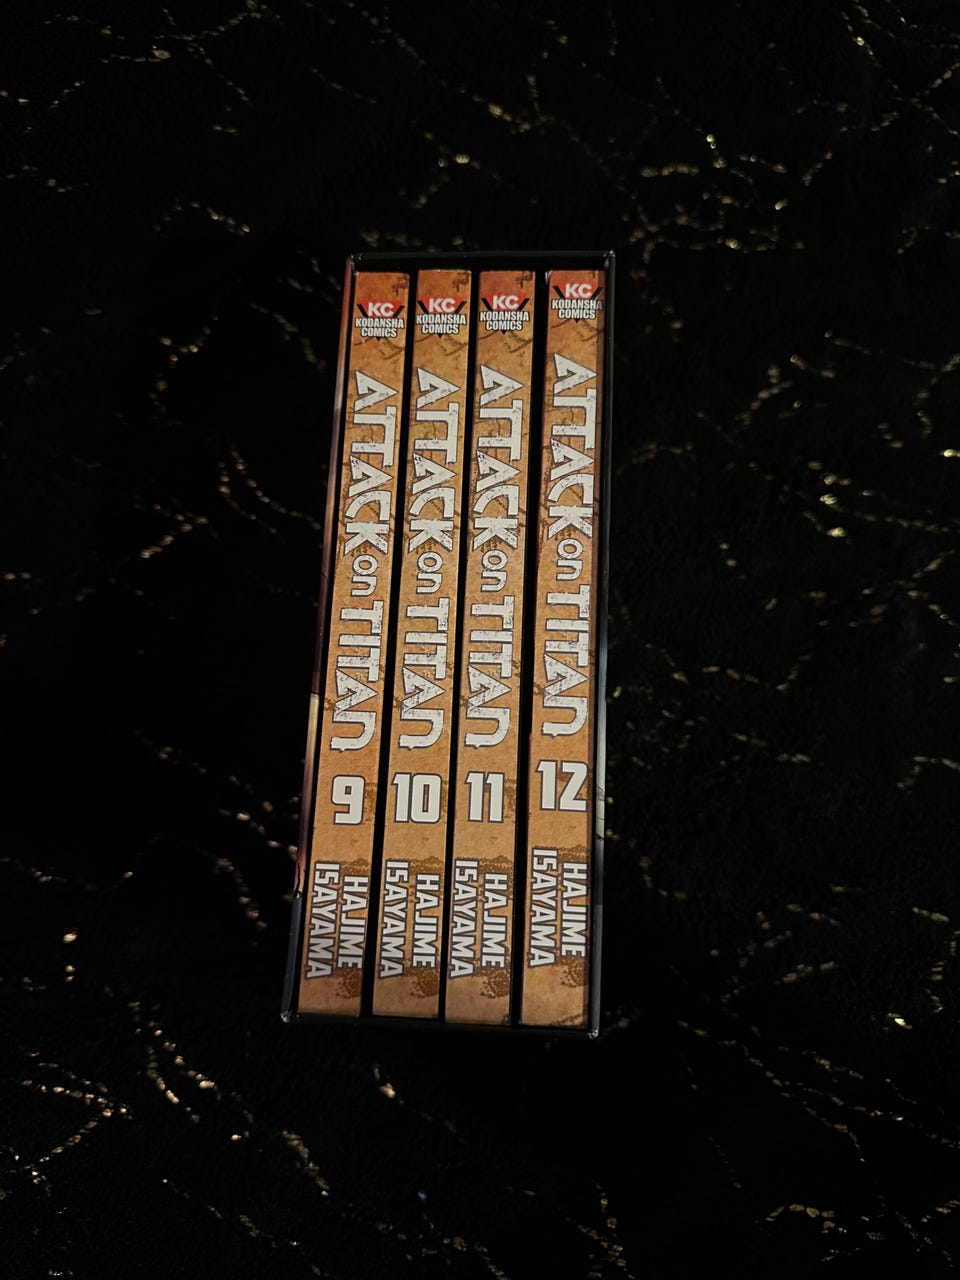 KC
KODANSHA
COMICS
ATTACK on TITAN
9
HAJIME
ISAYAMA
KC
KODANSHA
COMICS
ATTACK on TITAN
10
HAJIME
ISAYAMA
KC
KODANSHA
COMICS
ATTACK on TITAN
11
HAJIME
ISAYAMA
KC
KODANSHA
COMICS
ATTACK on TITAN
12
HAJIME
ISAYAMA